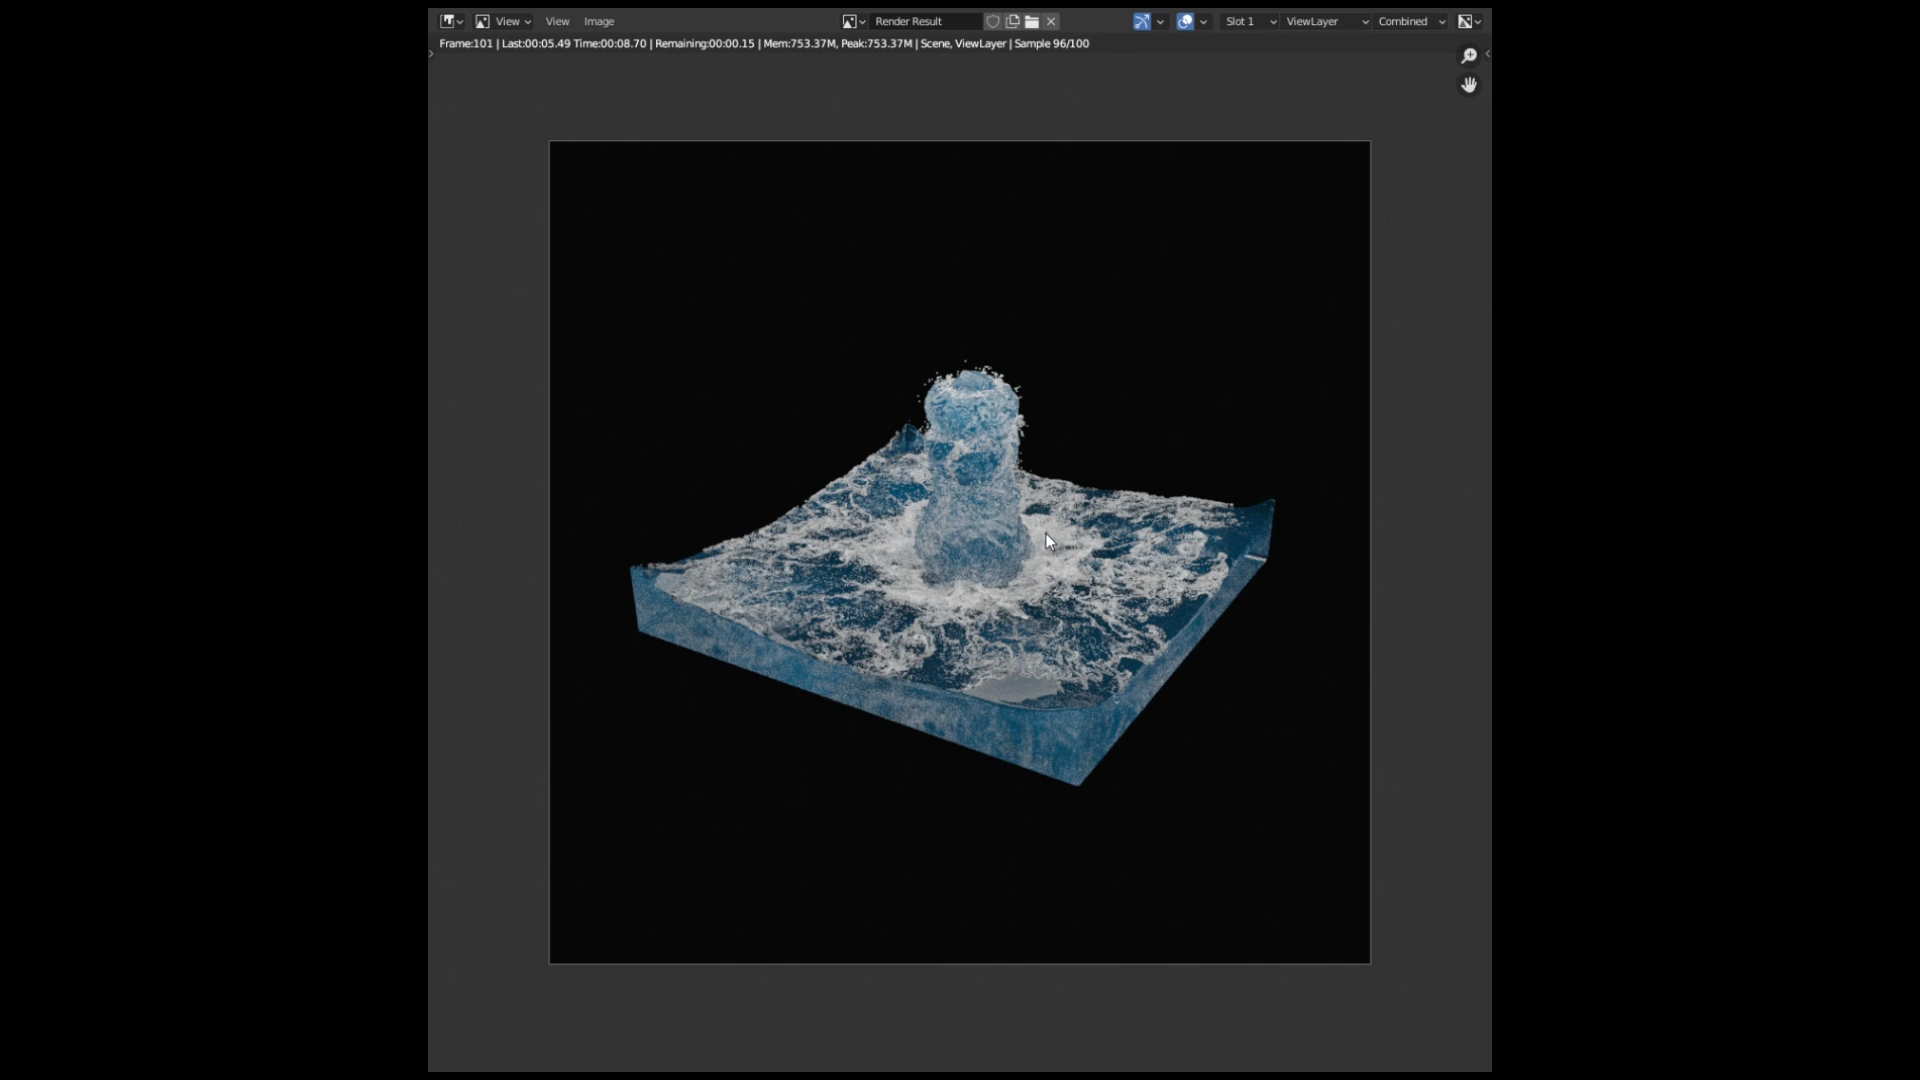 View View Image Render Result Slot 1 ViewLayer Combined
Frame:101 | Last:00:05.49 Time:00:08.70 | Remaining:00:00.15 | Mem:753.37M, Peak:753.37M | Scene, ViewLayer | Sample 96/100